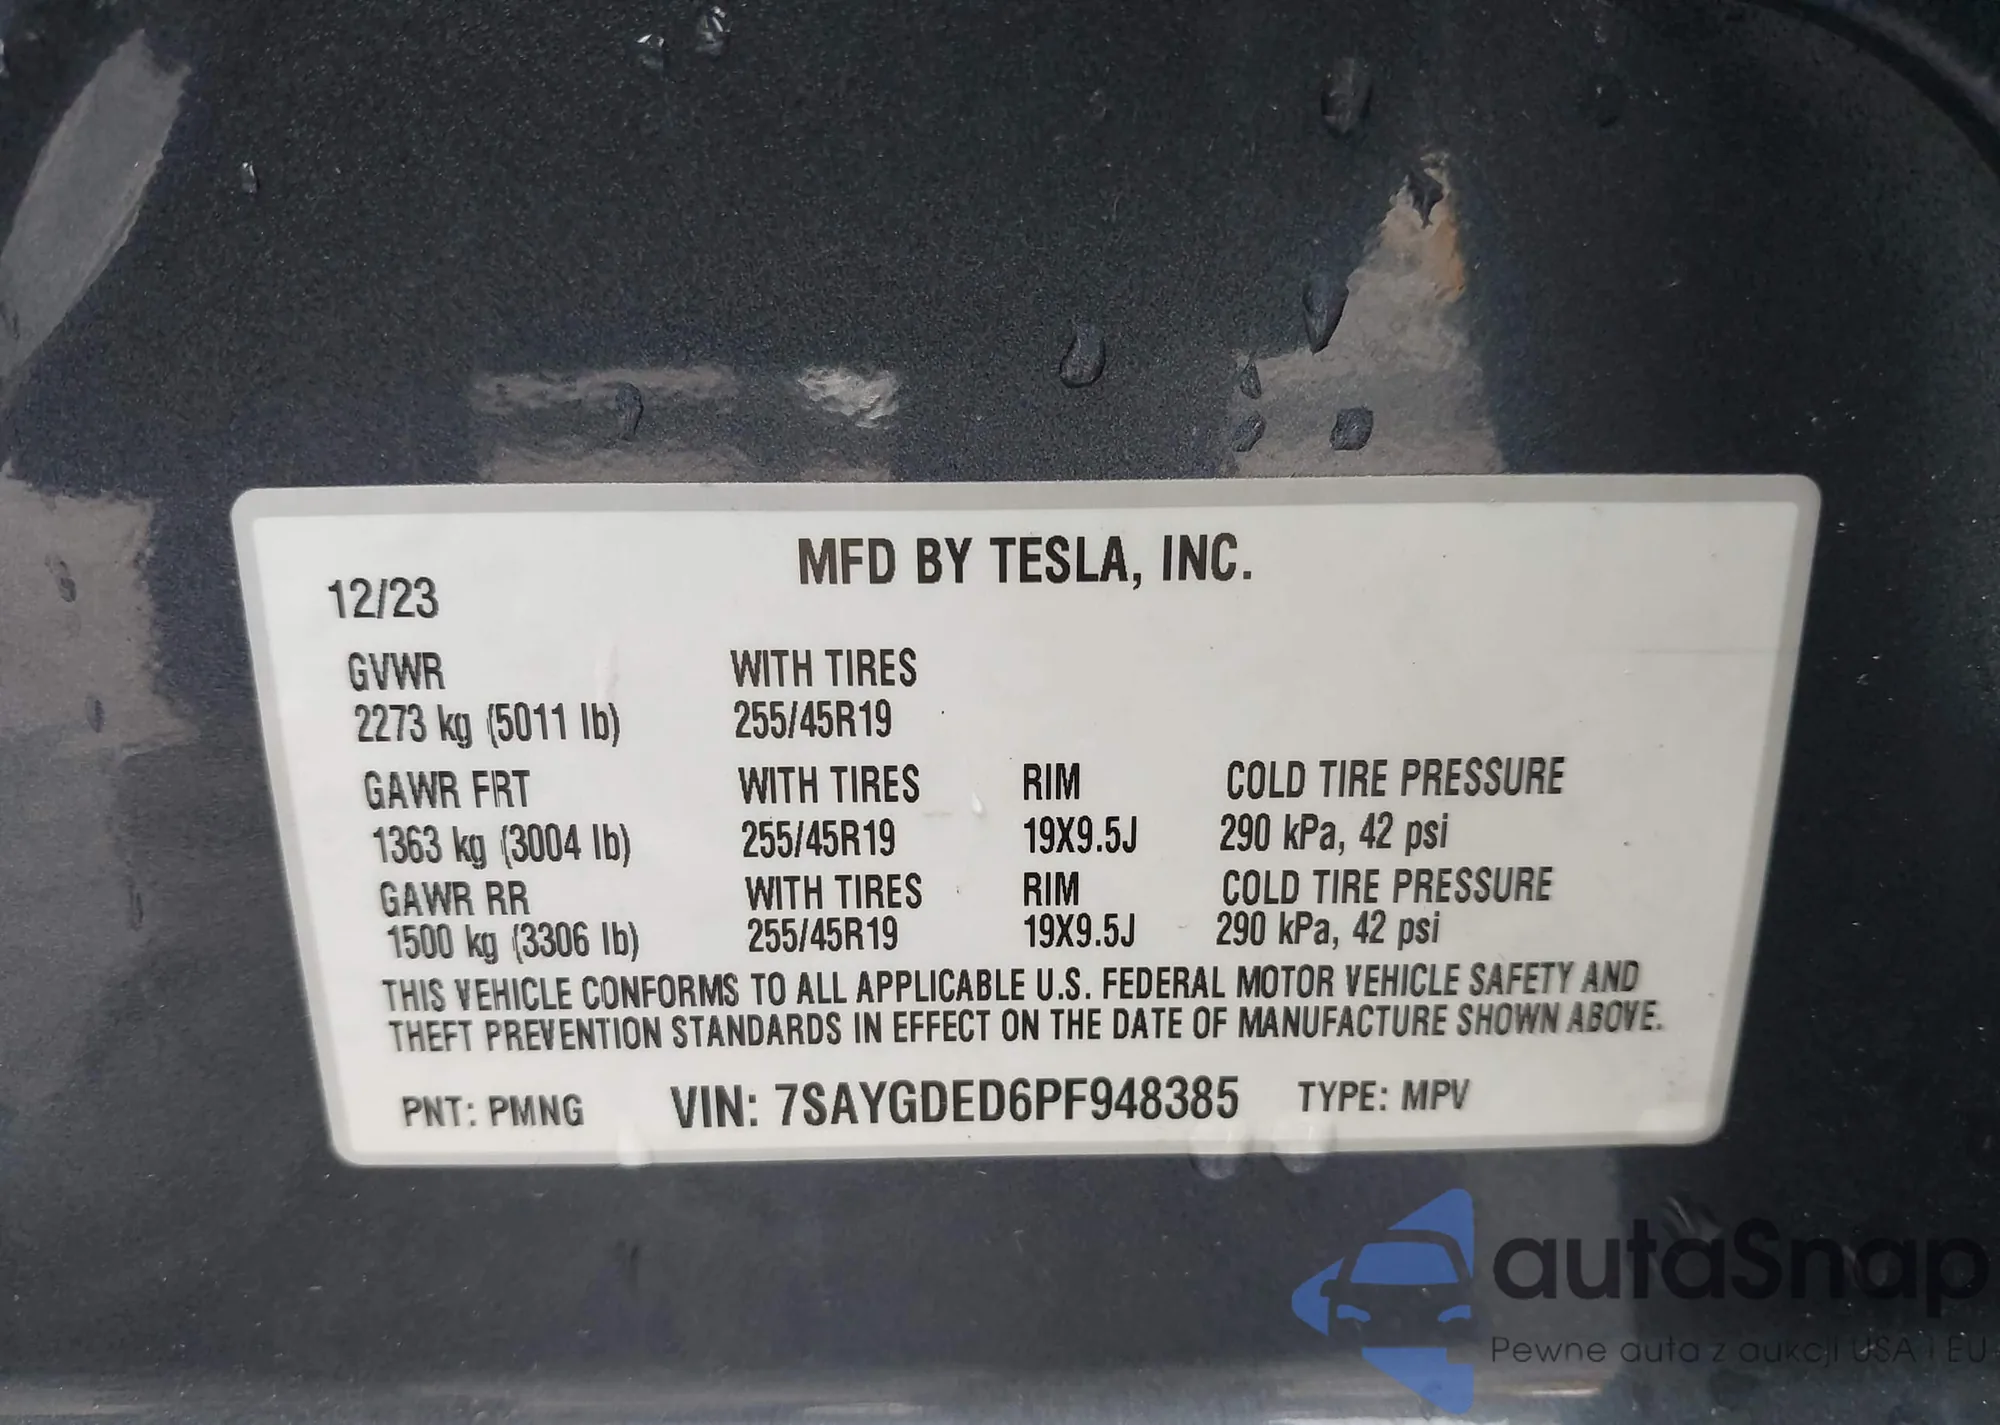 MFD BY TESLA, INC.
12/23
GVWR WITH TIRES
2273 kg (5011 lb) 255/45R19
GAWR FRT WITH TIRES RIM COLD TIRE PRESSURE
1363 kg (3004 lb) 255/45R19 19X9.5J 290 kPa, 42 psi
GAWR RR WITH TIRES RIM COLD TIRE PRESSURE
1500 kg (3306 lb) 255/45R19 19X9.5J 290 kPa, 42 psi
THIS VEHICLE CONFORMS TO ALL APPLICABLE U.S. FEDERAL MOTOR VEHICLE SAFETY AND
THEFT PREVENTION STANDARDS IN EFFECT ON THE DATE OF MANUFACTURE SHOWN ABOVE.
PNT: PMNG VIN: 7SAYGDED6PF948385 TYPE: MPV
autaSnap
Pewne auta z aukcji USA i EU